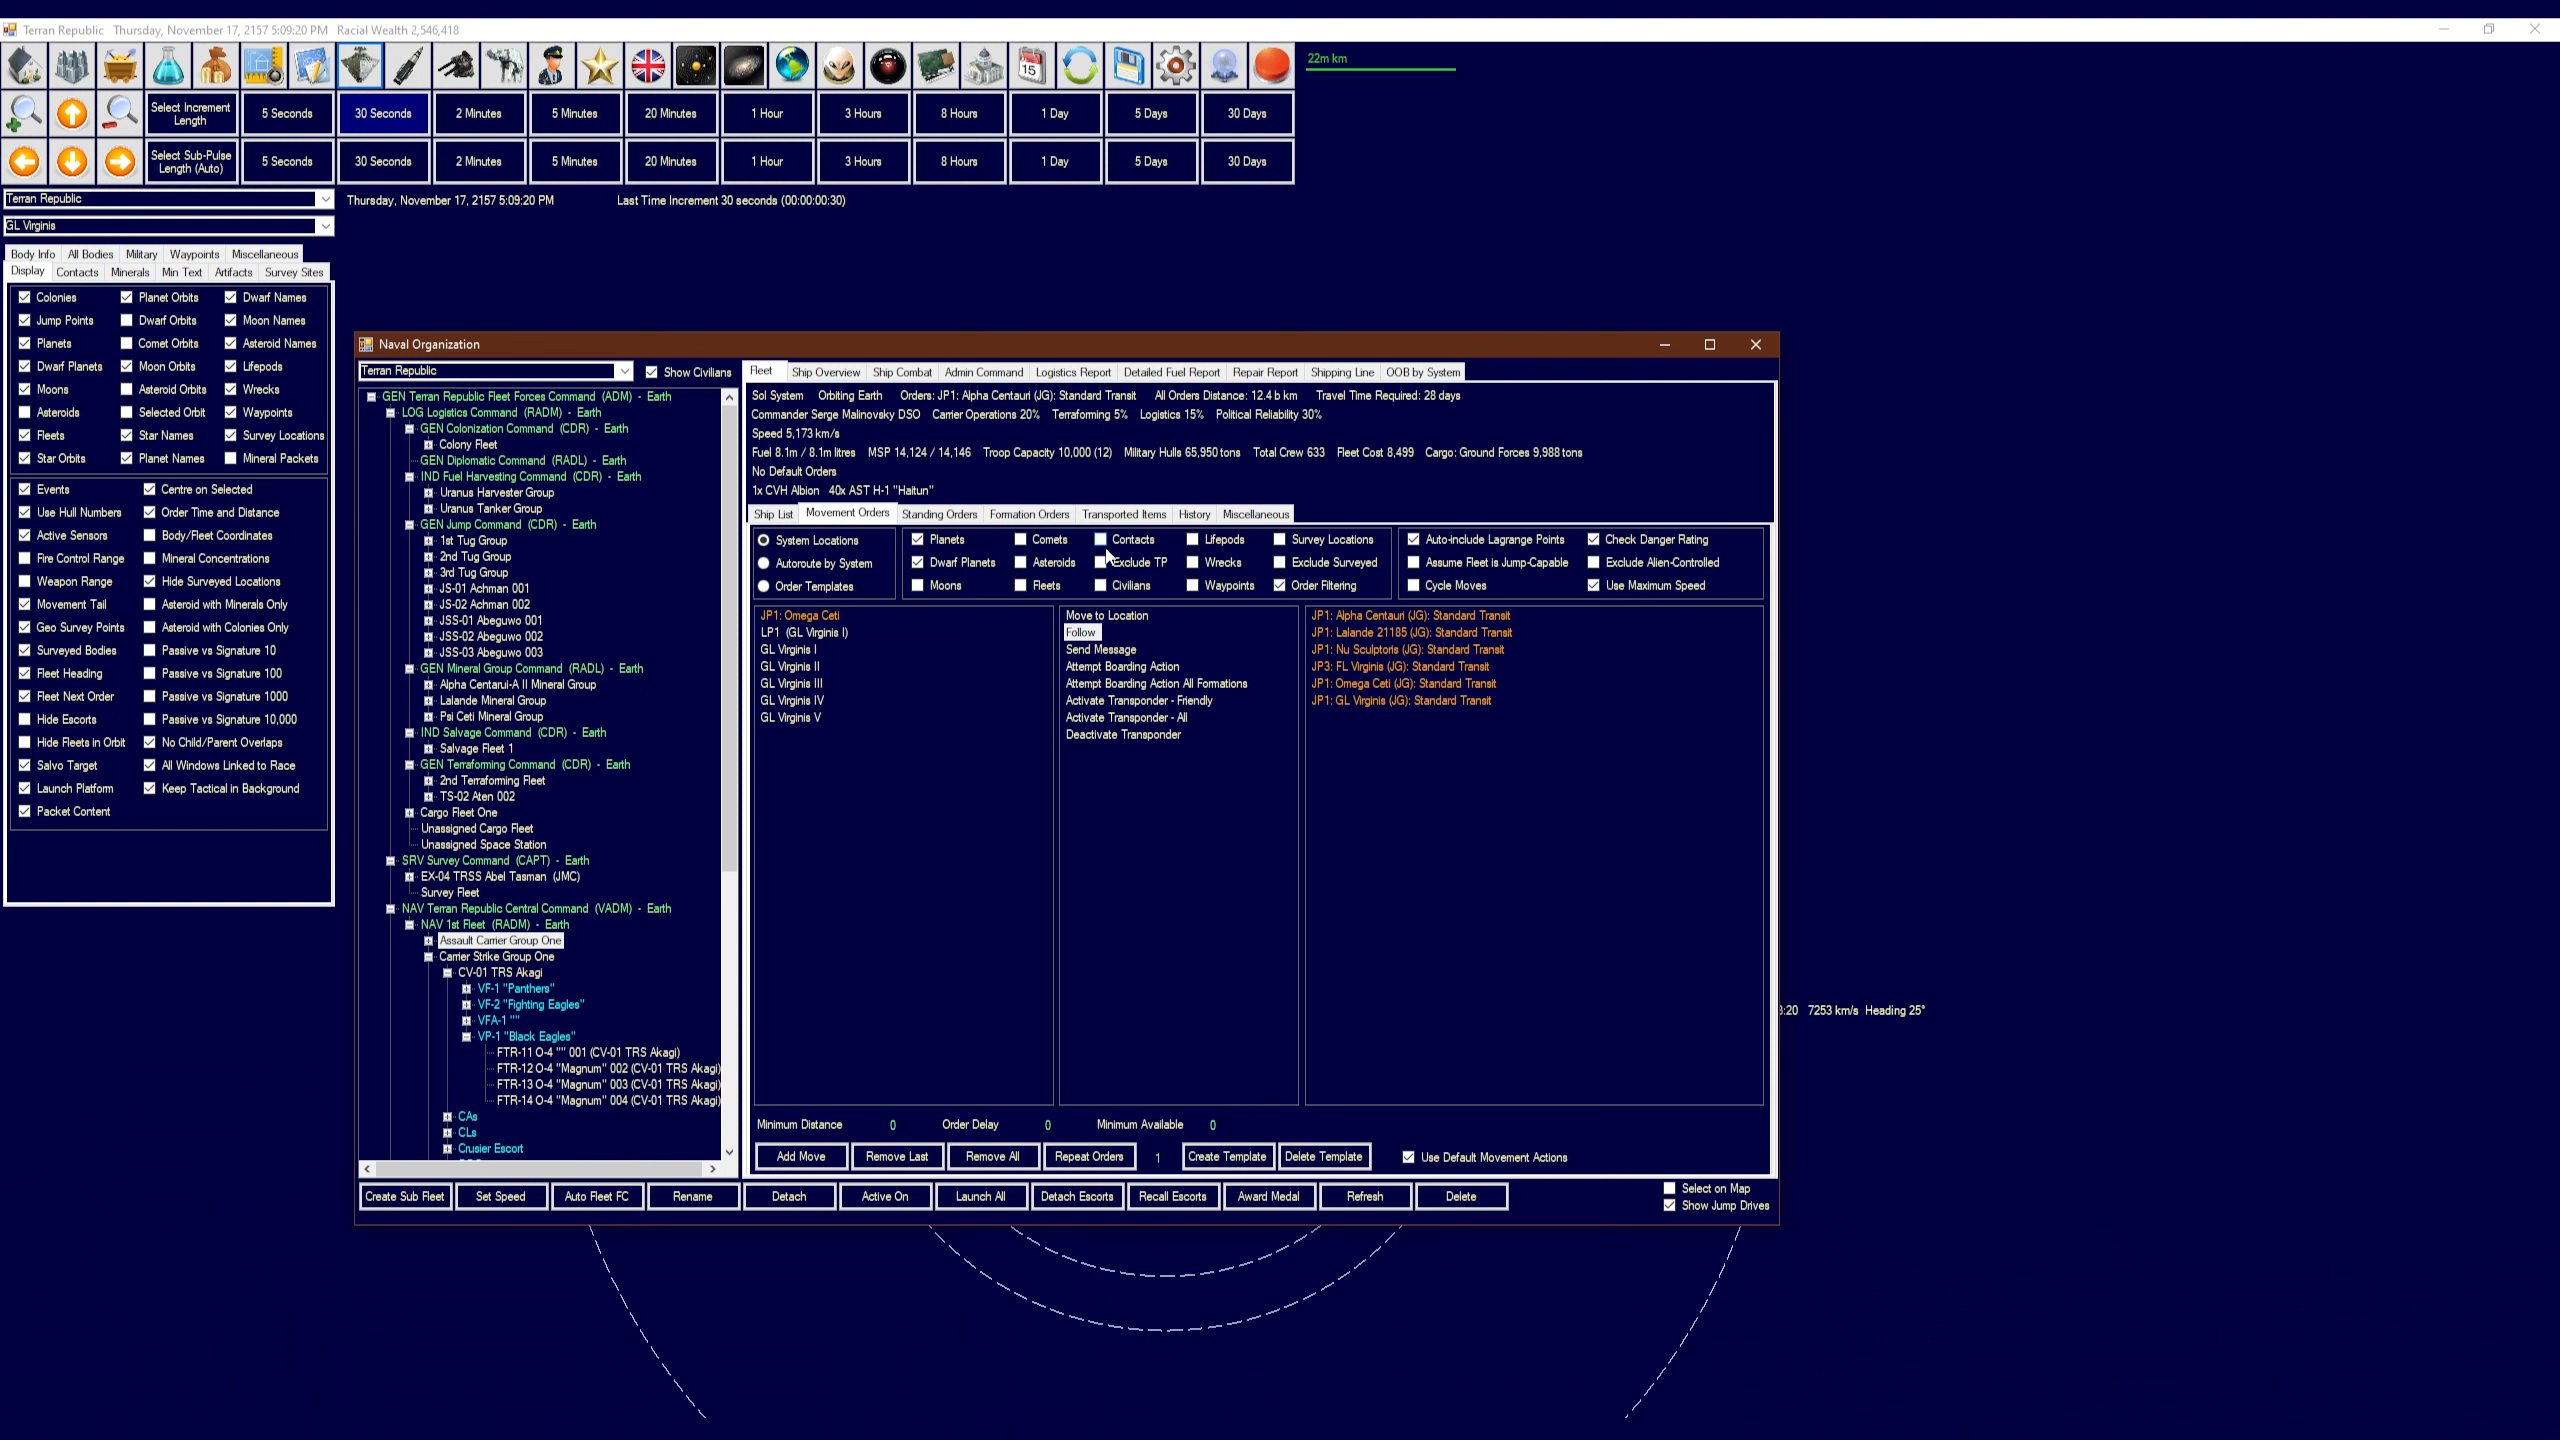 Terran Republic   Thursday, November 17, 2157 5:09:20 PM   Racial Wealth 2,546,418
22m km
Select Increment Length
5 Seconds
30 Seconds
2 Minutes
5 Minutes
20 Minutes
1 Hour
3 Hours
8 Hours
1 Day
5 Days
30 Days
Select Sub-Pulse Length (Auto)
5 Seconds
30 Seconds
2 Minutes
5 Minutes
20 Minutes
1 Hour
3 Hours
8 Hours
1 Day
5 Days
30 Days
Terran Republic
Thursday, November 17, 2157 5:09:20 PM
Last Time Increment 30 seconds (00:00:00:30)
GL Virginis
Body Info   All Bodies   Military   Waypoints   Miscellaneous
Display   Contacts   Minerals   Min Text   Artifacts   Survey Sites
Colonies   Planet Orbits   Dwarf Names
Jump Points   Dwarf Orbits   Moon Names
Planets   Comet Orbits   Asteroid Names
Dwarf Planets   Moon Orbits   Lifepods
Moons   Asteroid Orbits   Wrecks
Asteroids   Selected Orbit   Waypoints
Fleets   Star Names   Survey Locations
Star Orbits   Planet Names   Mineral Packets
Events   Centre on Selected
Use Hull Numbers   Order Time and Distance
Active Sensors   Body/Fleet Coordinates
Fire Control Range   Mineral Concentrations
Weapon Range   Hide Surveyed Locations
Movement Tail   Asteroid with Minerals Only
Geo Survey Points   Asteroid with Colonies Only
Surveyed Bodies   Passive vs Signature 10
Fleet Heading   Passive vs Signature 100
Fleet Next Order   Passive vs Signature 1000
Hide Escorts   Passive vs Signature 10,000
Hide Fleets in Orbit   No Child/Parent Overlaps
Salvo Target   All Windows Linked to Race
Launch Platform   Keep Tactical in Background
Packet Content
Naval Organization
Terran Republic   Show Civilians
GEN Terran Republic Fleet Forces Command (ADM) - Earth
LOG Logistics Command (RADM) - Earth
GEN Colonization Command (CDR) - Earth
Colony Fleet
GEN Diplomatic Command (RADL) - Earth
IND Fuel Harvesting Command (CDR) - Earth
Uranus Harvester Group
Uranus Tanker Group
GEN Jump Command (CDR) - Earth
1st Tug Group
2nd Tug Group
3rd Tug Group
JS-01 Achman 001
JS-02 Achman 002
JSS-01 Abeguwo 001
JSS-02 Abeguwo 002
JSS-03 Abeguwo 003
GEN Mineral Group Command (RADL) - Earth
Alpha Centarui-A II Mineral Group
Lalande Mineral Group
Psi Ceti Mineral Group
IND Salvage Command (CDR) - Earth
Salvage Fleet 1
GEN Terraforming Command (CDR) - Earth
2nd Terraforming Fleet
TS-02 Aten 002
Cargo Fleet One
Unassigned Cargo Fleet
Unassigned Space Station
SRV Survey Command (CAPT) - Earth
EX-04 TRSS Abel Tasman (JMC)
Survey Fleet
NAV Terran Republic Central Command (VADM) - Earth
NAV 1st Fleet (RADM) - Earth
Assault Carrier Group One
Carrier Strike Group One
CV-01 TRS Akagi
VF-1 "Panthers"
VF-2 "Fighting Eagles"
VFA-1 ""
VP-1 "Black Eagles"
FTR-11 O-4 "" 001 (CV-01 TRS Akagi)
FTR-12 O-4 "Magnum" 002 (CV-01 TRS Akagi)
FTR-13 O-4 "Magnum" 003 (CV-01 TRS Akagi)
FTR-14 O-4 "Magnum" 004 (CV-01 TRS Akagi)
CAs
CLs
Crusier Escort
Fleet   Ship Overview   Ship Combat   Admin Command   Logistics Report   Detailed Fuel Report   Repair Report   Shipping Line   OOB by System
Sol System   Orbiting Earth   Orders: JP1: Alpha Centauri (JG): Standard Transit   All Orders Distance: 12.4 b km   Travel Time Required: 28 days
Commander Serge Malinovsky DSO   Carrier Operations 20%   Terraforming 5%   Logistics 15%   Political Reliability 30%
Speed 5,173 km/s
Fuel 8.1m / 8.1m litres   MSP 14,124 / 14,146   Troop Capacity 10,000 (12)   Military Hulls 65,950 tons   Total Crew 633   Fleet Cost 8,499   Cargo: Ground Forces 9,988 tons
No Default Orders
1x CVH Albion   40x AST H-1 "Haitun"
Ship List   Movement Orders   Standing Orders   Formation Orders   Transported Items   History   Miscellaneous
System Locations   Planets   Comets   Contacts   Lifepods   Survey Locations   Auto-include Lagrange Points   Check Danger Rating
Autoroute by System   Dwarf Planets   Asteroids   Exclude TP   Wrecks   Exclude Surveyed   Assume Fleet is Jump-Capable   Exclude Alien-Controlled
Order Templates   Moons   Fleets   Civilians   Waypoints   Order Filtering   Cycle Moves   Use Maximum Speed
JP1: Omega Ceti
LP1 (GL Virginis I)
GL Virginis I
GL Virginis II
GL Virginis III
GL Virginis IV
GL Virginis V
Move to Location
Follow
Send Message
Attempt Boarding Action
Attempt Boarding Action All Formations
Activate Transponder - Friendly
Activate Transponder - All
Deactivate Transponder
JP1: Alpha Centauri (JG): Standard Transit
JP1: Lalande 21185 (JG): Standard Transit
JP1: Nu Sculptoris (JG): Standard Transit
JP3: FL Virginis (JG): Standard Transit
JP1: Omega Ceti (JG): Standard Transit
JP1: GL Virginis (JG): Standard Transit
:20   7253 km/s   Heading 25°
Minimum Distance   0   Order Delay   0   Minimum Available   0
Add Move   Remove Last   Remove All   Repeat Orders   1   Create Template   Delete Template   Use Default Movement Actions
Create Sub Fleet   Set Speed   Auto Fleet FC   Rename   Detach   Active On   Launch All   Detach Escorts   Recall Escorts   Award Medal   Refresh   Delete
Select on Map
Show Jump Drives